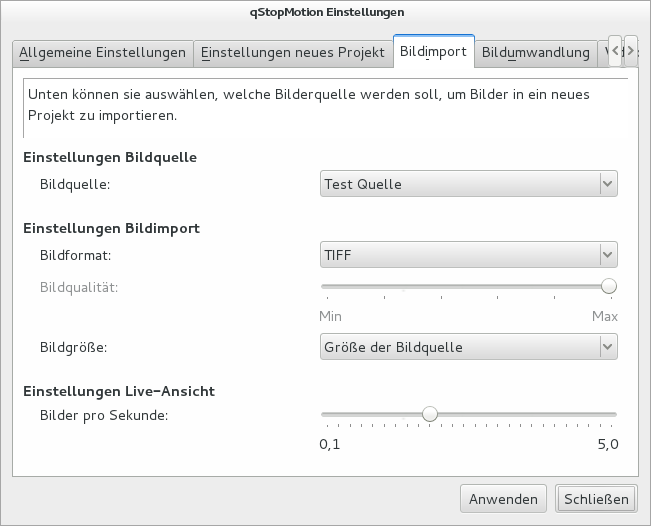 qStopMotion Einstellungen
Allgemeine Einstellungen Einstellungen neues Projekt Bildimport Bildumwandlung
Unten können sie auswählen, welche Bilderquelle werden soll, um Bilder in ein neues
Projekt zu importieren.
Einstellungen Bildquelle
Bildquelle: Test Quelle
Einstellungen Bildimport
Bildformat: TIFF
Bildqualität:
Min Max
Bildgröße: Größe der Bildquelle
Einstellungen Live-Ansicht
Bilder pro Sekunde:
0,1 5,0
Anwenden Schließen